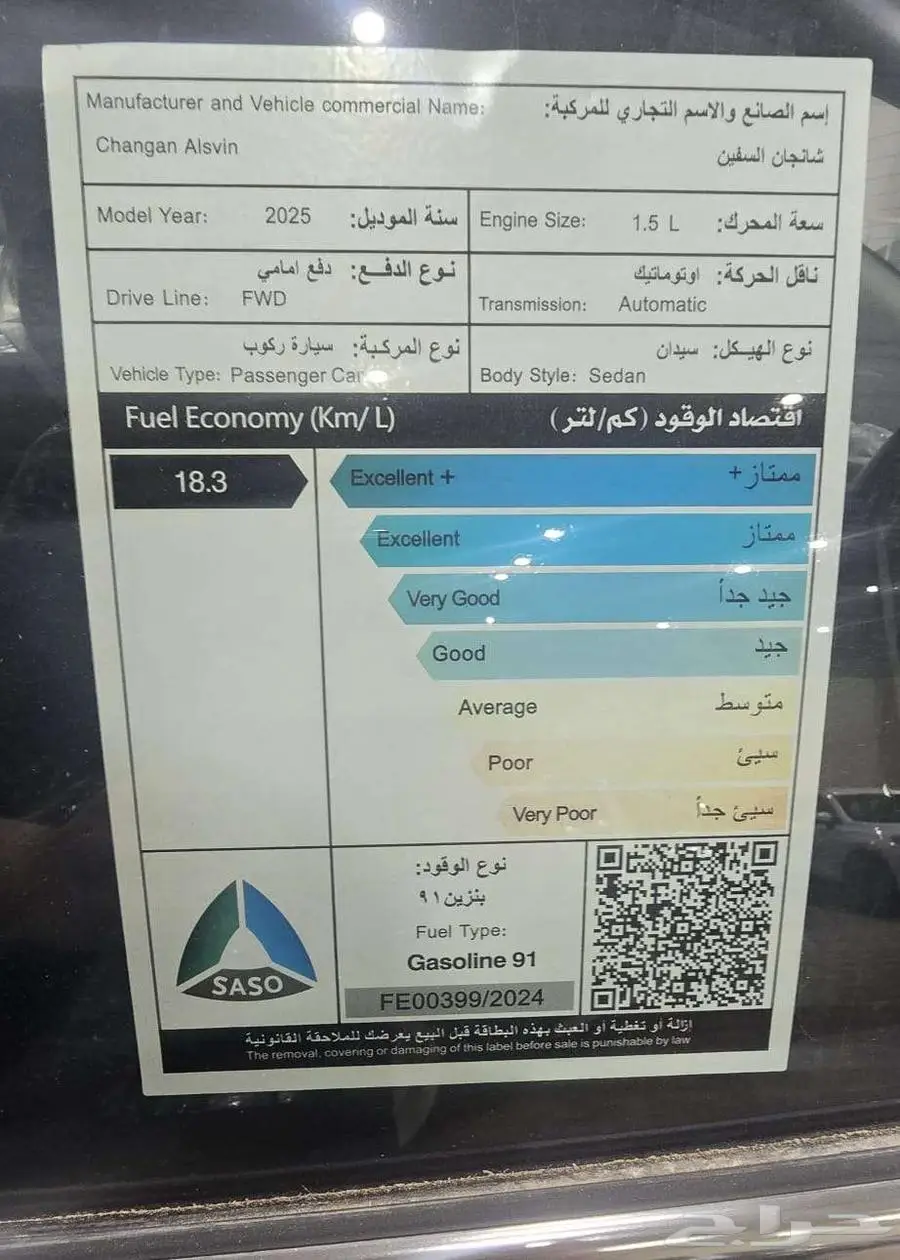 Manufacturer and Vehicle commercial Name: إسم الصانع والاسم التجاري للمركبة:
Changan Alsvin شانجان السفين
Model Year: 2025 سنة الموديل:
Engine Size: 1.5 L سعة المحرك:
نوع الدفع: دفع امامي
Drive Line: FWD
ناقل الحركة: اوتوماتيك
Transmission: Automatic
نوع المركبة: سيارة ركوب
Vehicle Type: Passenger Car
نوع الهيكل: سيدان
Body Style: Sedan
Fuel Economy (Km/ L) اقتصاد الوقود (كم/لتر)
18.3
Excellent + ممتاز+
Excellent ممتاز
Very Good جيد جداً
Good جيد
Average متوسط
Poor سيئ
Very Poor سيئ جداً
SASO
نوع الوقود:
بنزين ٩١
Fuel Type:
Gasoline 91
FE00399/2024
إزالة أو تغطية أو العبث بهذه البطاقة قبل البيع يعرضك للملاحقة القانونية
The removal, covering or damaging of this label before sale is punishable by law
حراج